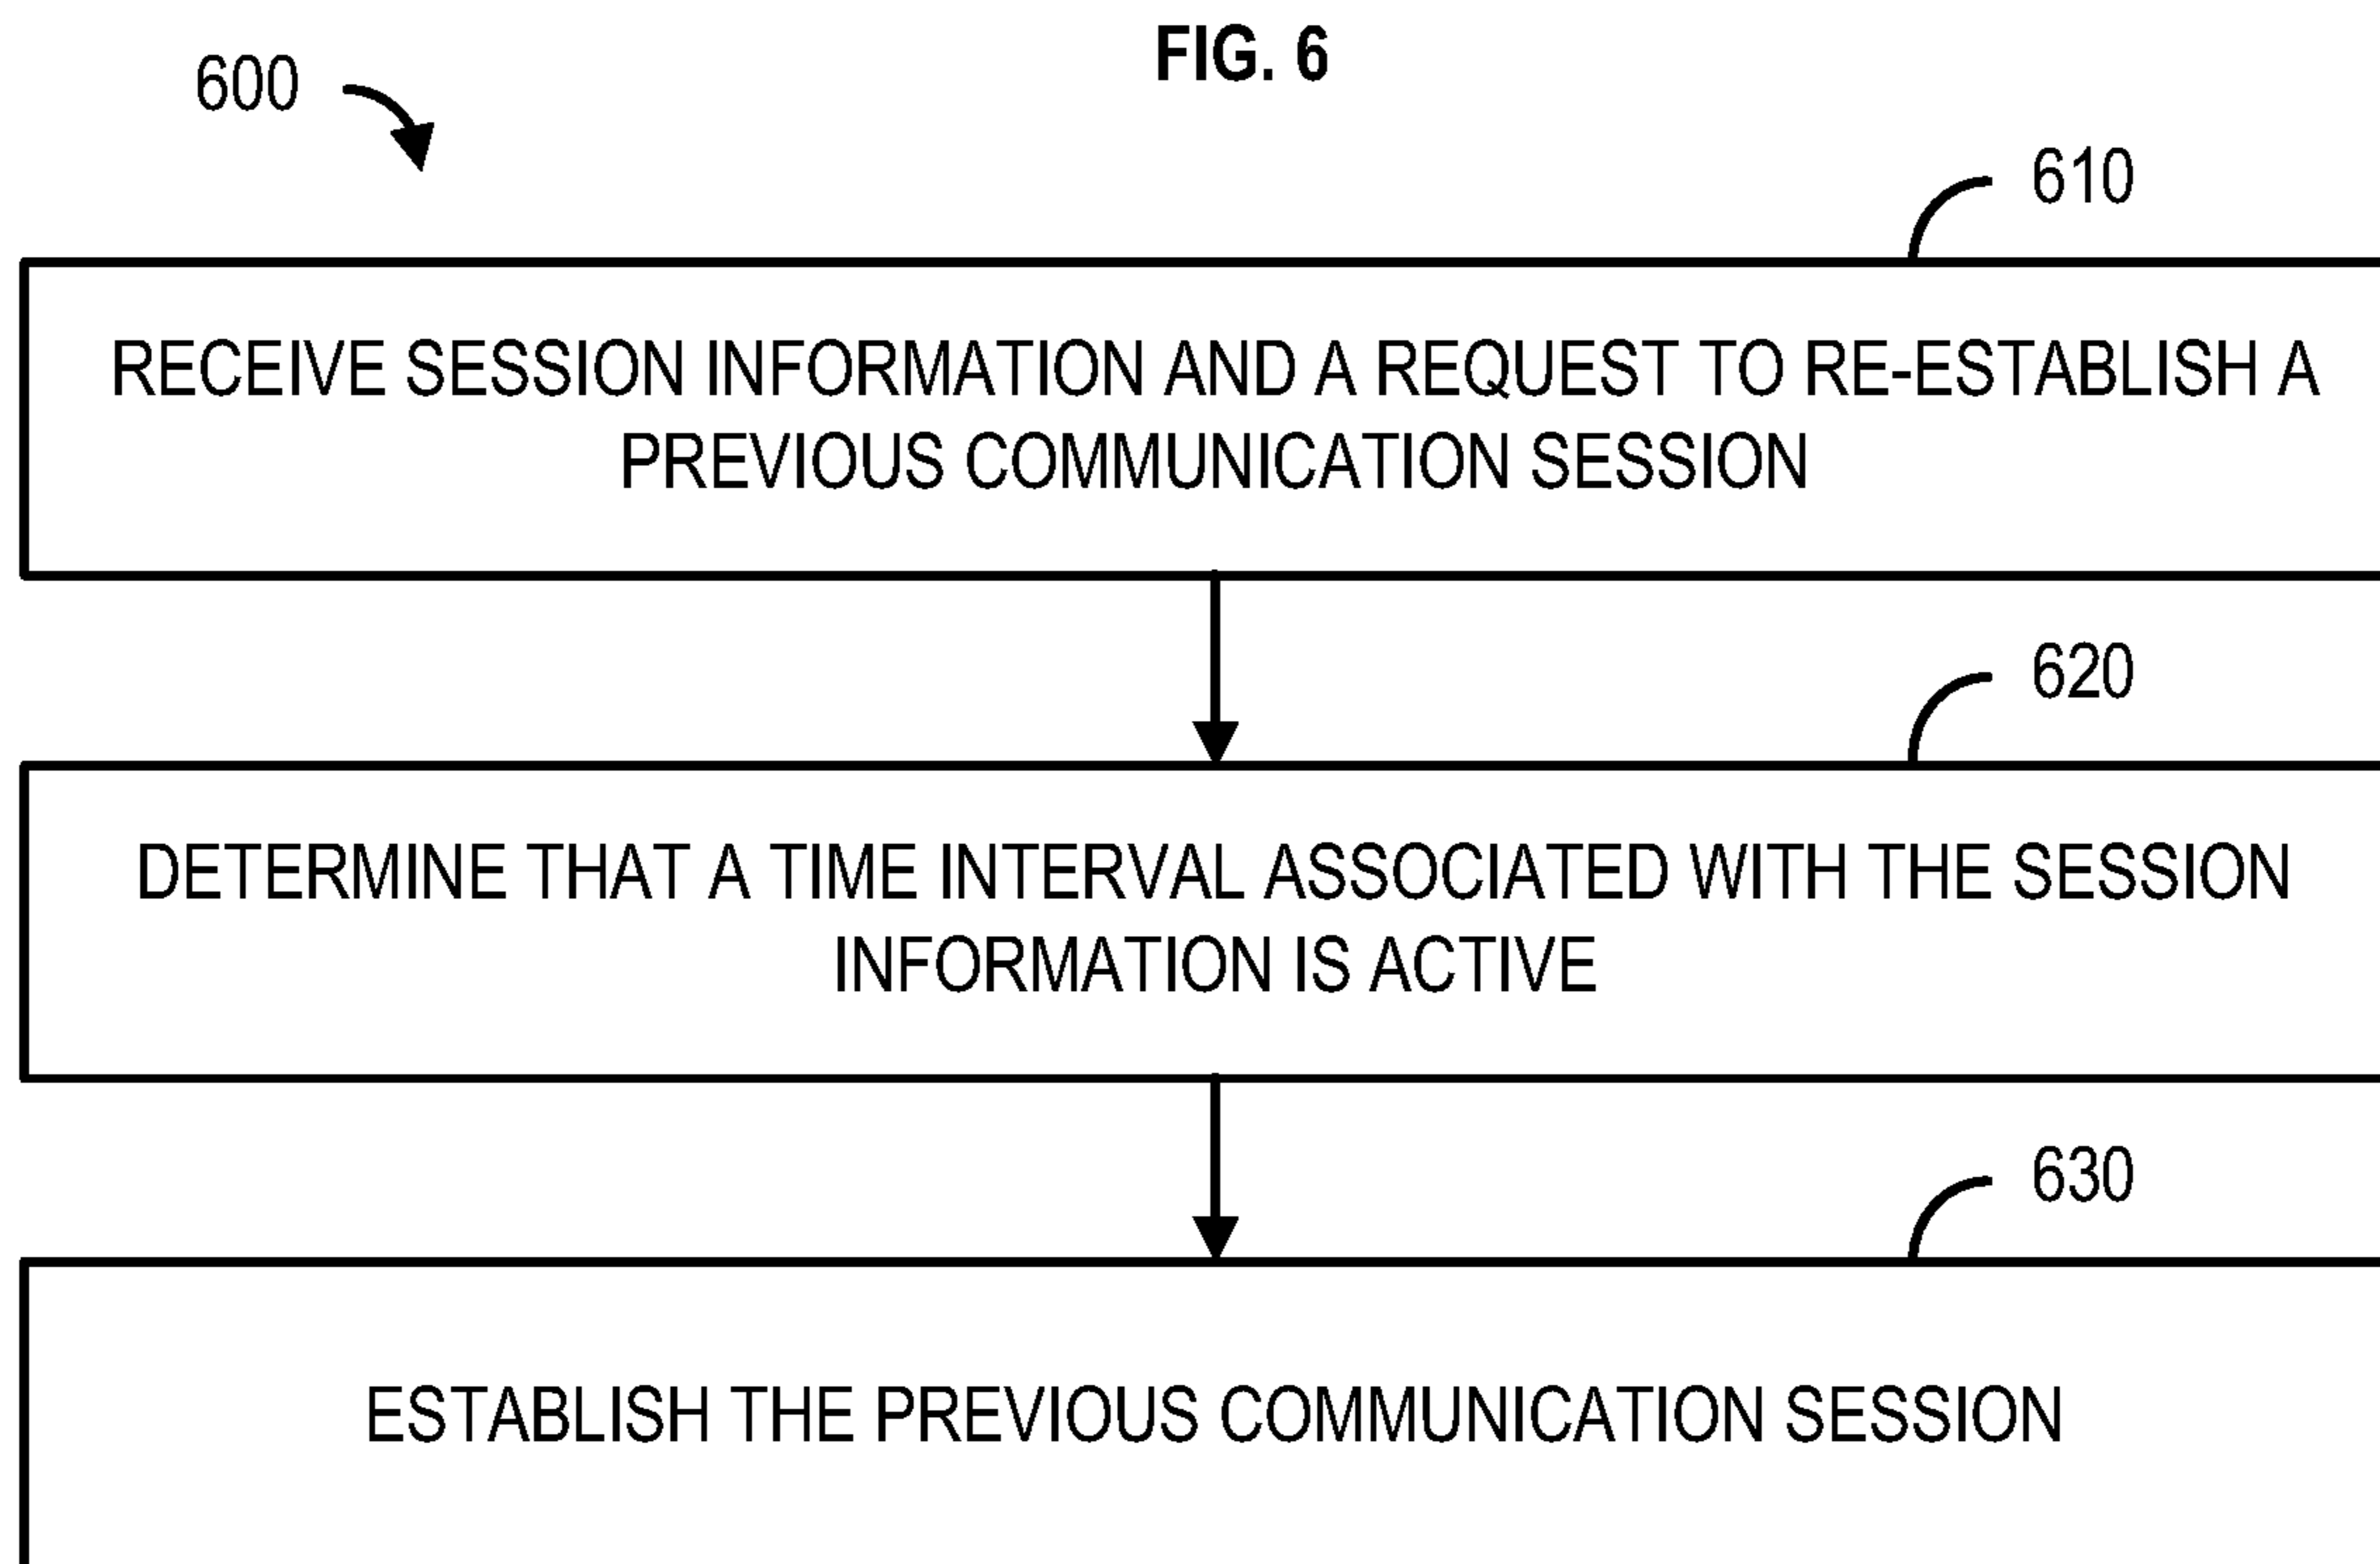 FIG. 6
600
610
RECEIVE SESSION INFORMATION AND A REQUEST TO RE-ESTABLISH A
PREVIOUS COMMUNICATION SESSION
620
DETERMINE THAT A TIME INTERVAL ASSOCIATED WITH THE SESSION
INFORMATION IS ACTIVE
630
ESTABLISH THE PREVIOUS COMMUNICATION SESSION